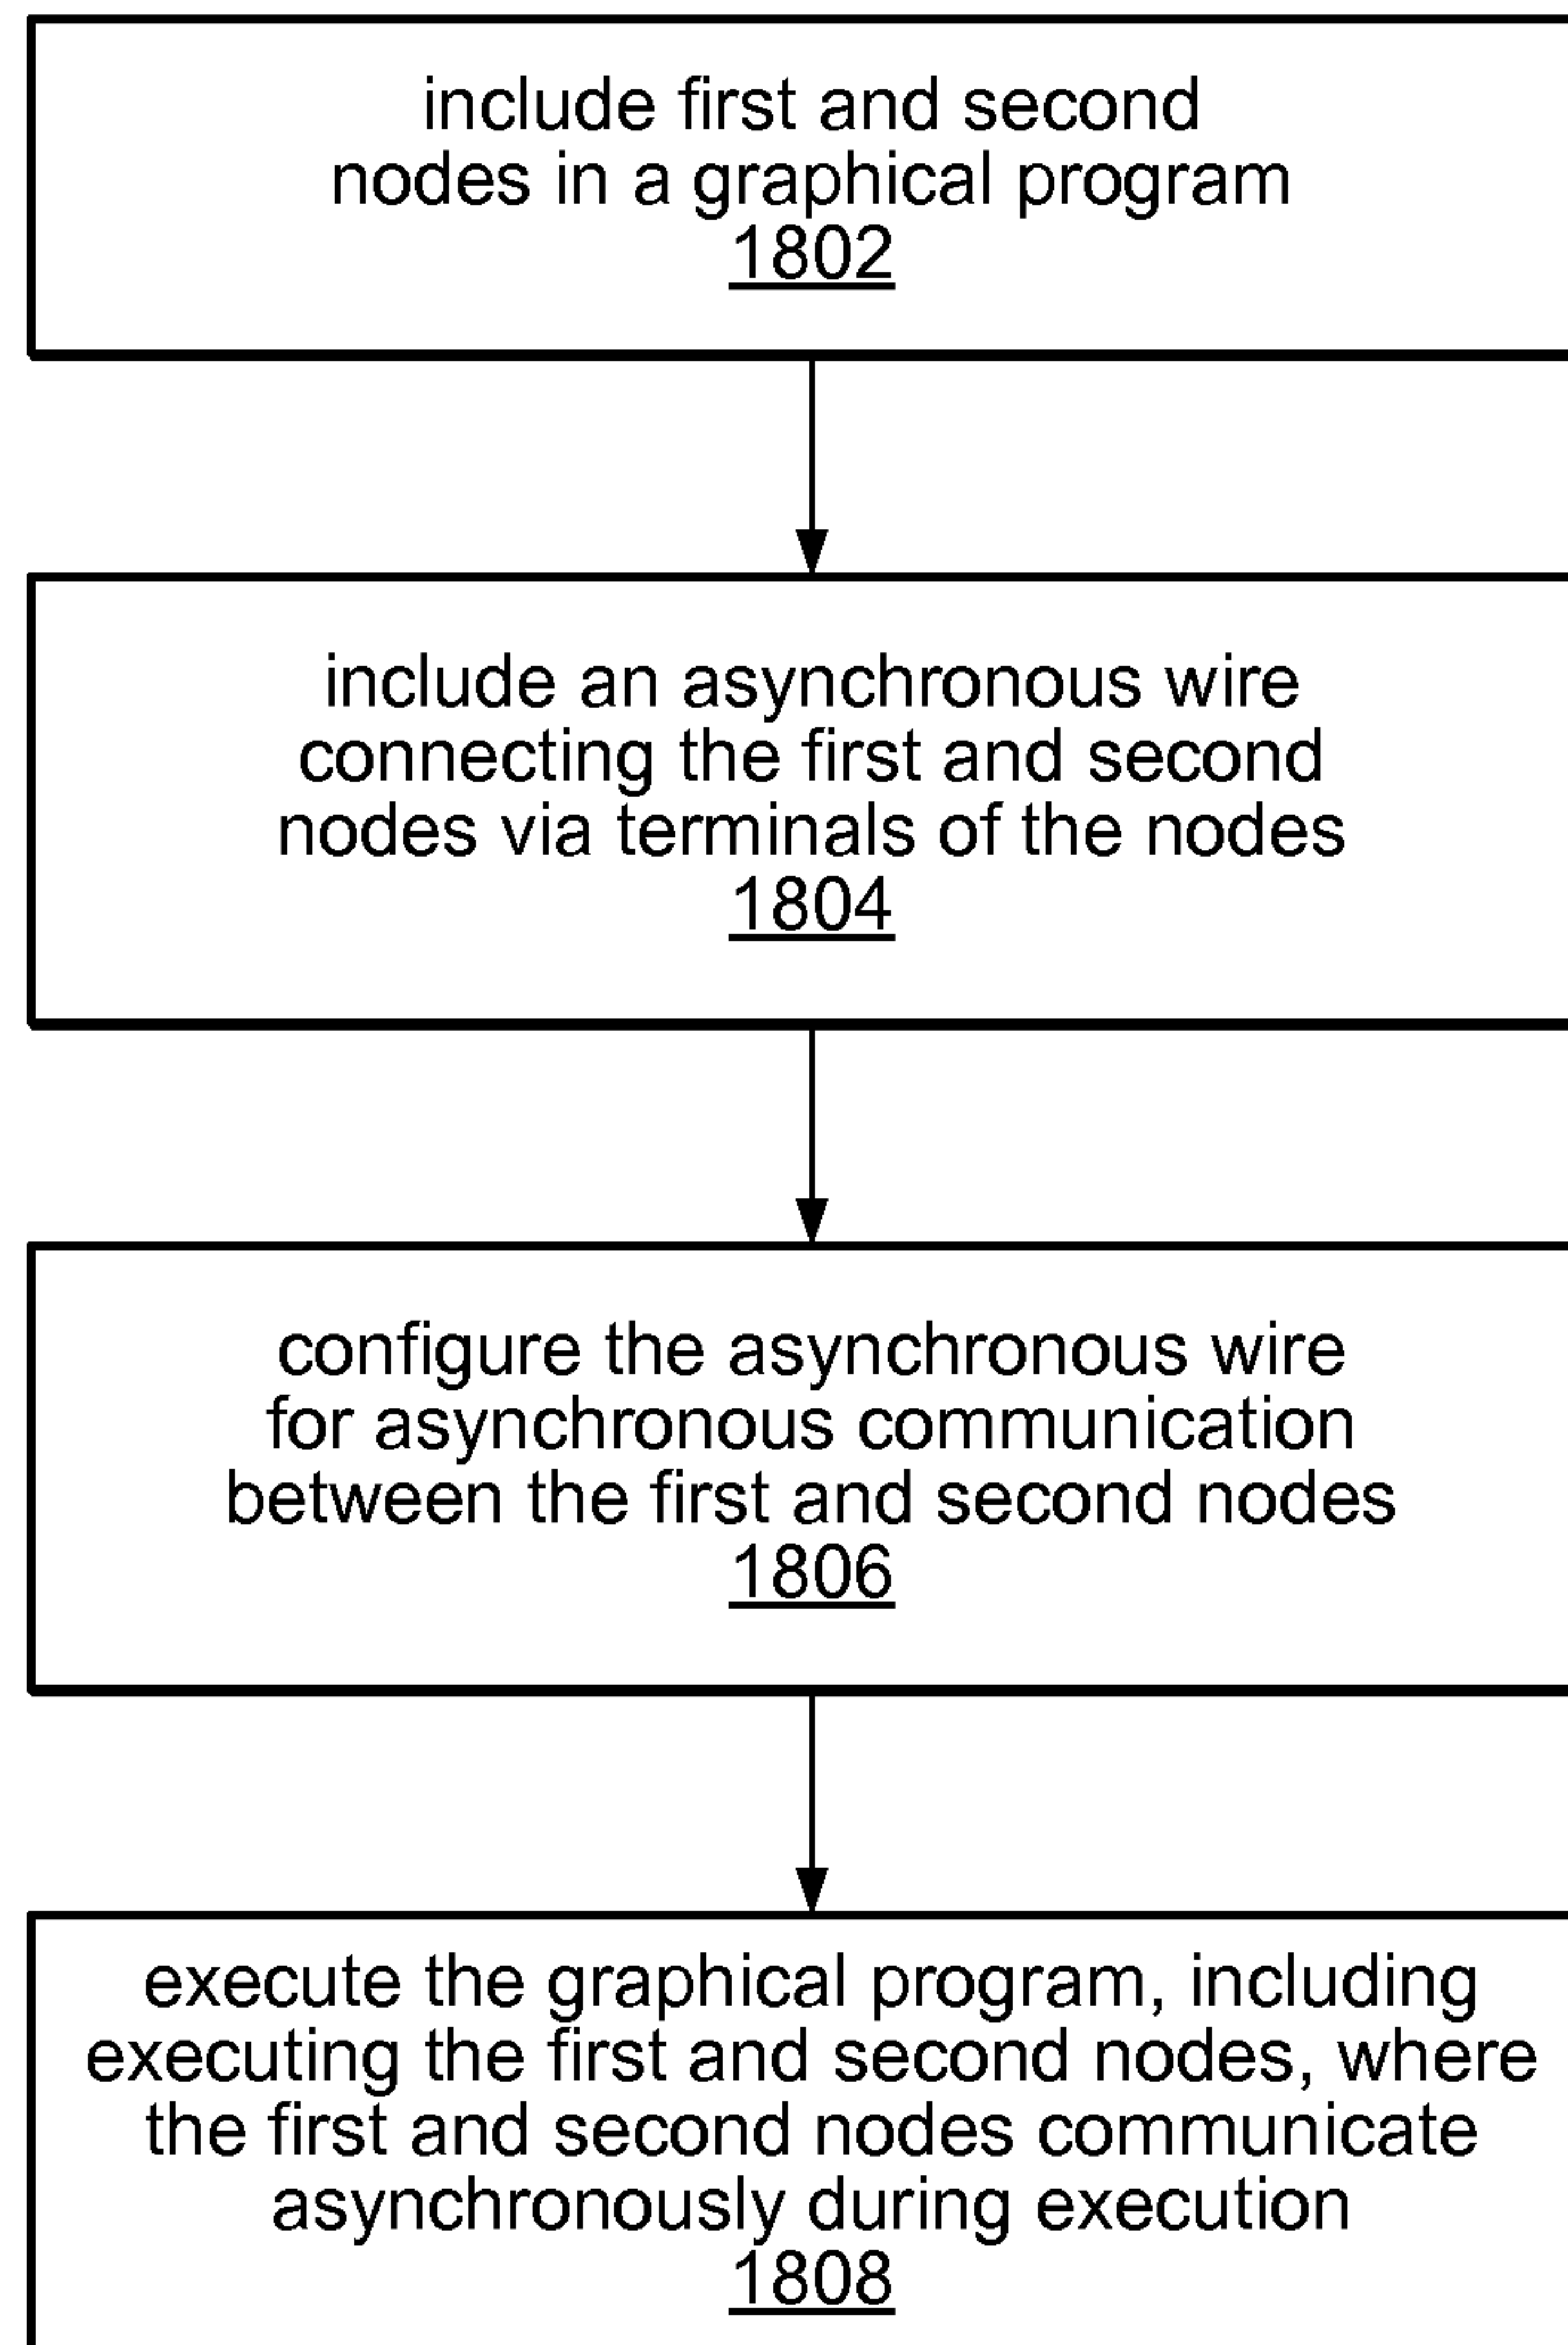 include first and second
nodes in a graphical program
1802
include an asynchronous wire
connecting the first and second
nodes via terminals of the nodes
1804
configure the asynchronous wire
for asynchronous communication
between the first and second nodes
1806
execute the graphical program, including
executing the first and second nodes, where
the first and second nodes communicate
asynchronously during execution
1808